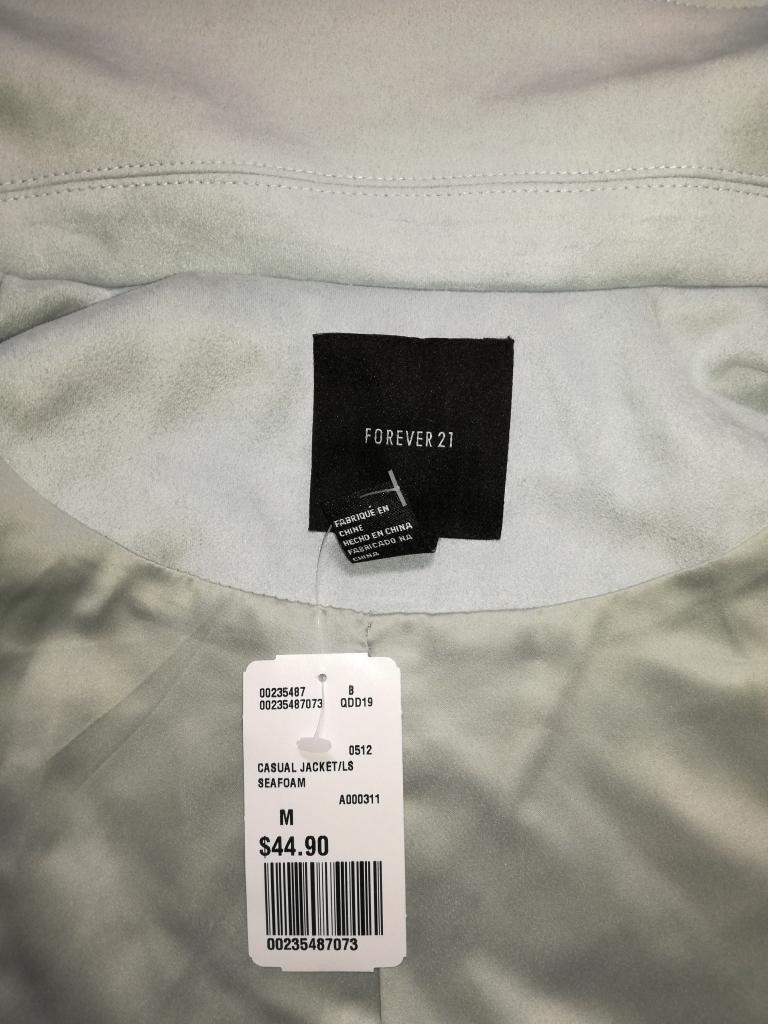 FOREVER 21
FABRIQUÉ EN
CHINE
HECHO EN CHINA
FABRICADO NA
CHINA
00235487 B
00235487073 QDD19
0512
CASUAL JACKET/LS
SEAFOAM
A000311
M
$44.90
00235487073